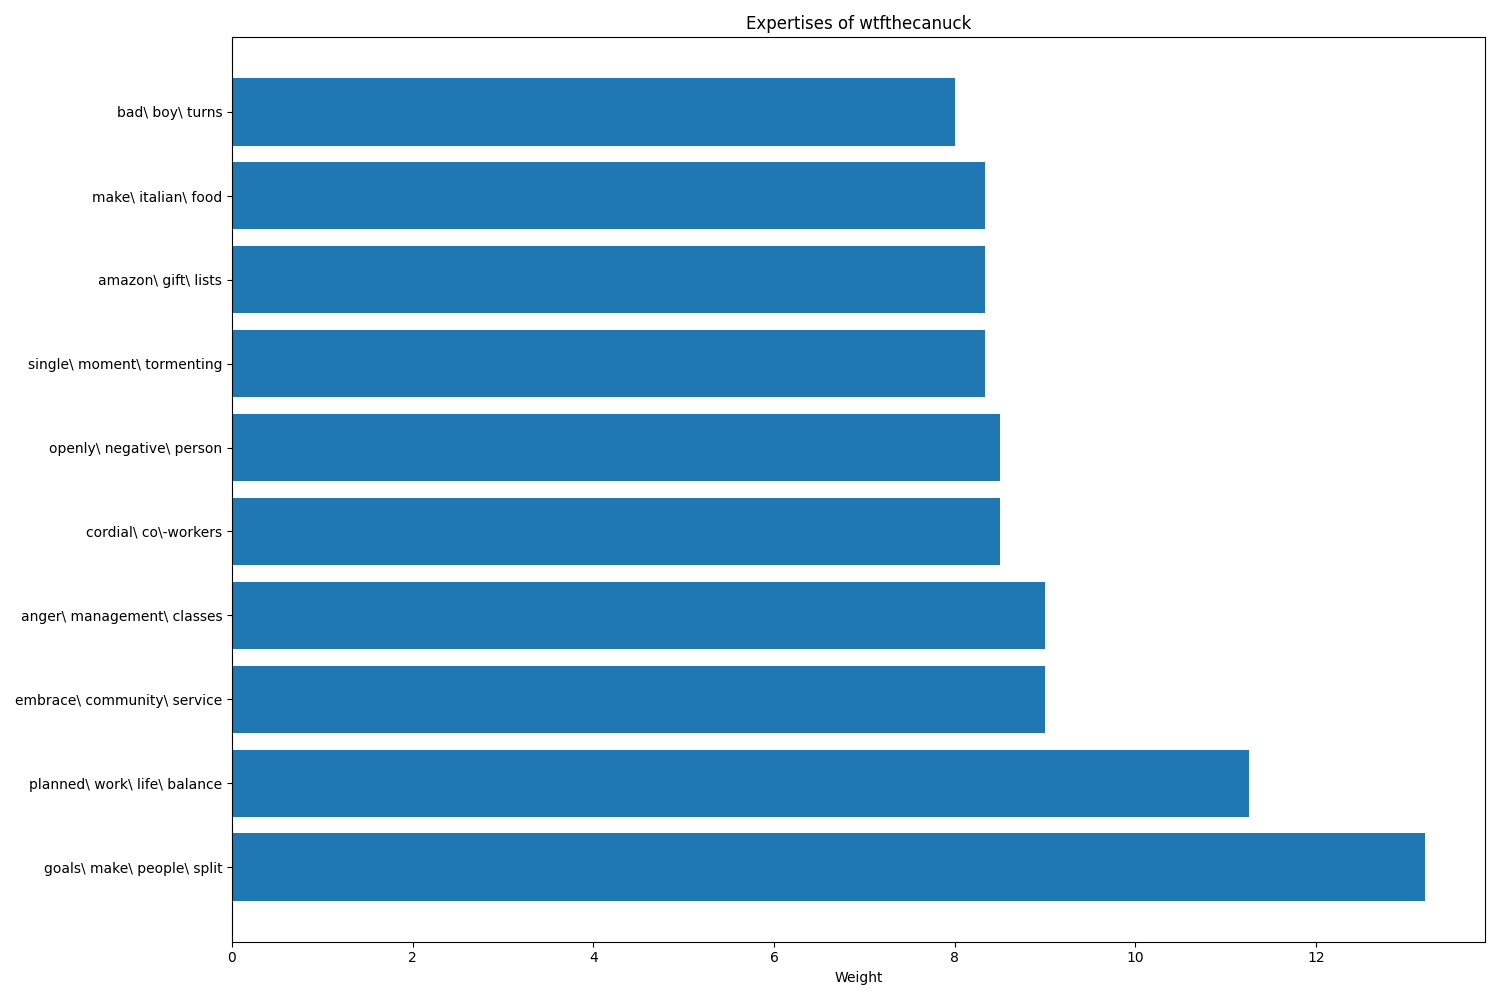 Expertises of wtfthecanuck
bad\ boy\ turns
make\ italian\ food
amazon\ gift\ lists
single\ moment\ tormenting
openly\ negative\ person
cordial\ co\-workers
anger\ management\ classes
embrace\ community\ service
planned\ work\ life\ balance
goals\ make\ people\ split
0 2 4 6 8 10 12
Weight